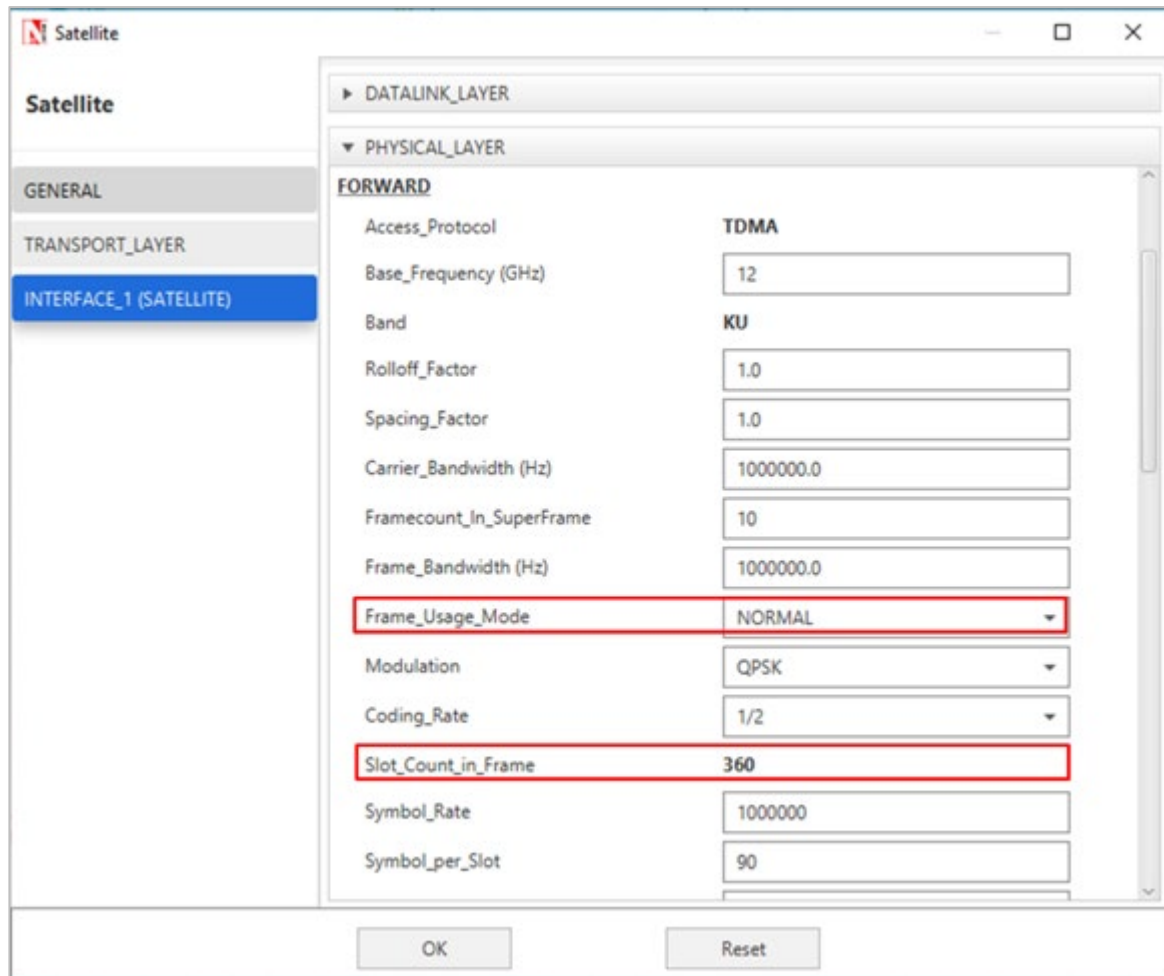 Satellite
Satellite
GENERAL
TRANSPORT_LAYER
INTERFACE_1 (SATELLITE)
DATALINK_LAYER
PHYSICAL_LAYER
FORWARD
Access_Protocol TDMA
Base_Frequency (GHz) 12
Band KU
Rolloff_Factor 1.0
Spacing_Factor 1.0
Carrier_Bandwidth (Hz) 1000000.0
Framecount_In_SuperFrame 10
Frame_Bandwidth (Hz) 1000000.0
Frame_Usage_Mode NORMAL
Modulation QPSK
Coding_Rate 1/2
Slot_Count_in_Frame 360
Symbol_Rate 1000000
Symbol_per_Slot 90
OK Reset